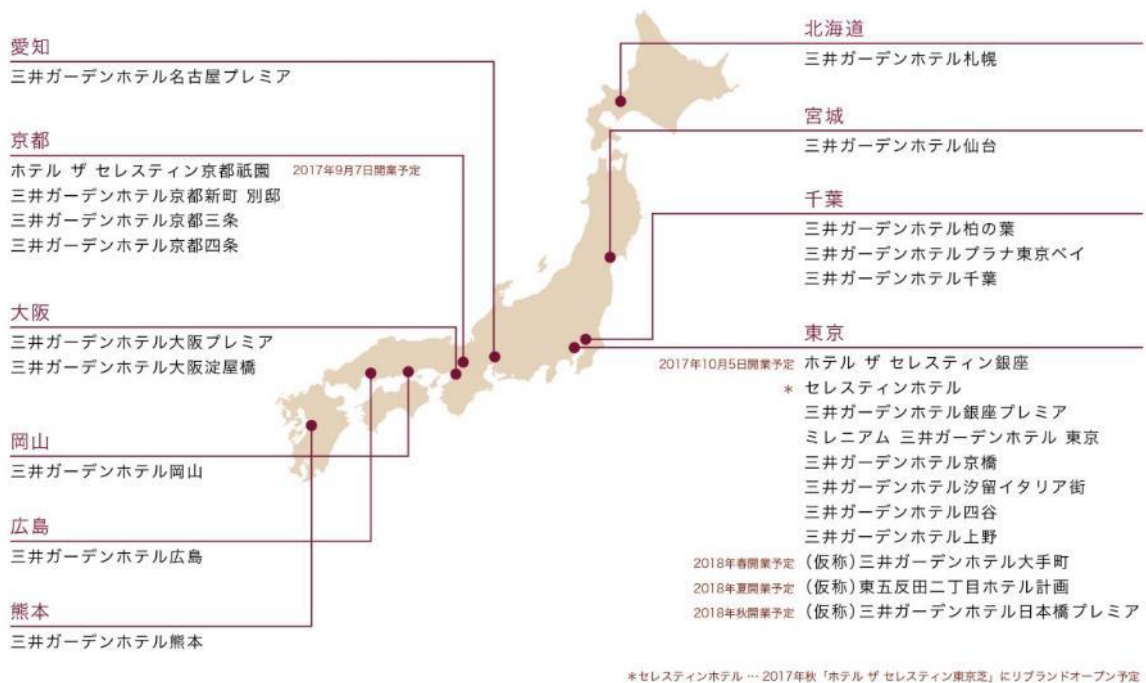 愛知
三井ガーデンホテル名古屋プレミア
京都
ホテル ザ セレスティン京都祇園 2017年9月7日開業予定
三井ガーデンホテル京都新町 別邸
三井ガーデンホテル京都三条
三井ガーデンホテル京都四条
大阪
三井ガーデンホテル大阪プレミア
三井ガーデンホテル大阪淀屋橋
岡山
三井ガーデンホテル岡山
広島
三井ガーデンホテル広島
熊本
三井ガーデンホテル熊本
北海道
三井ガーデンホテル札幌
宮城
三井ガーデンホテル仙台
千葉
三井ガーデンホテル柏の葉
三井ガーデンホテルプラナ東京ベイ
三井ガーデンホテル千葉
東京
2017年10月5日開業予定 ホテル ザ セレスティン銀座
* セレスティンホテル
三井ガーデンホテル銀座プレミア
ミレニアム 三井ガーデンホテル 東京
三井ガーデンホテル京橋
三井ガーデンホテル汐留イタリア街
三井ガーデンホテル四谷
三井ガーデンホテル上野
2018年春開業予定 (仮称)三井ガーデンホテル大手町
2018年夏開業予定 (仮称)東五反田二丁目ホテル計画
2018年秋開業予定 (仮称)三井ガーデンホテル日本橋プレミア
*セレスティンホテル … 2017年秋「ホテル ザ セレスティン東京芝」にリブランドオープン予定